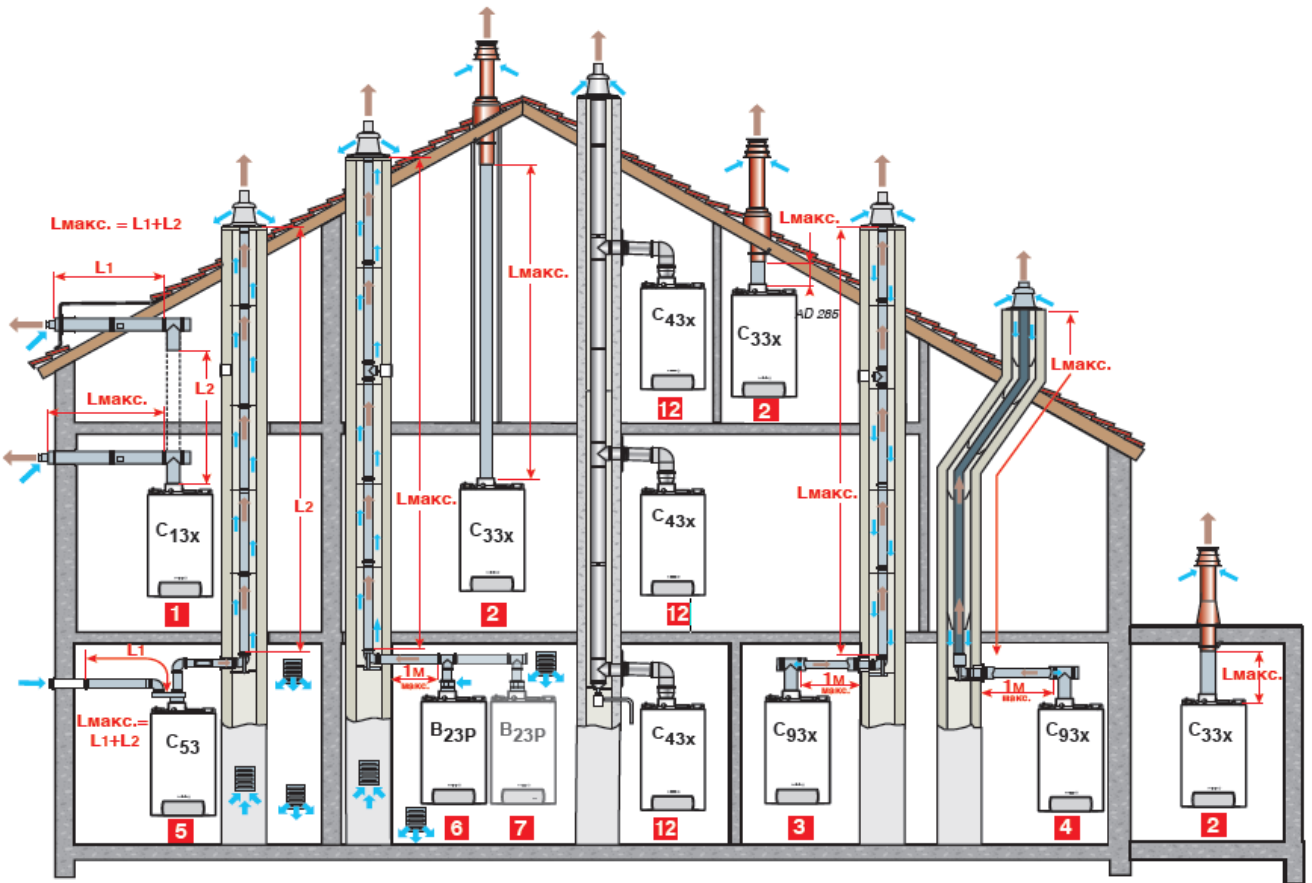 Lмакс. = L1+L2
L1
L2
Lмакс.
C13x
1
L2
Lмакс.
Lмакс.
C33x
2
C43x
12
Lмакс.
AD 285
C33x
2
C43x
12
Lмакс.
Lмакс.
L1
Lмакс.=
L1+L2
C53
5
1м
макс.
B23P
6
B23P
7
C43x
12
1м
макс.
C93x
3
1м
макс.
C93x
4
Lмакс.
C33x
2